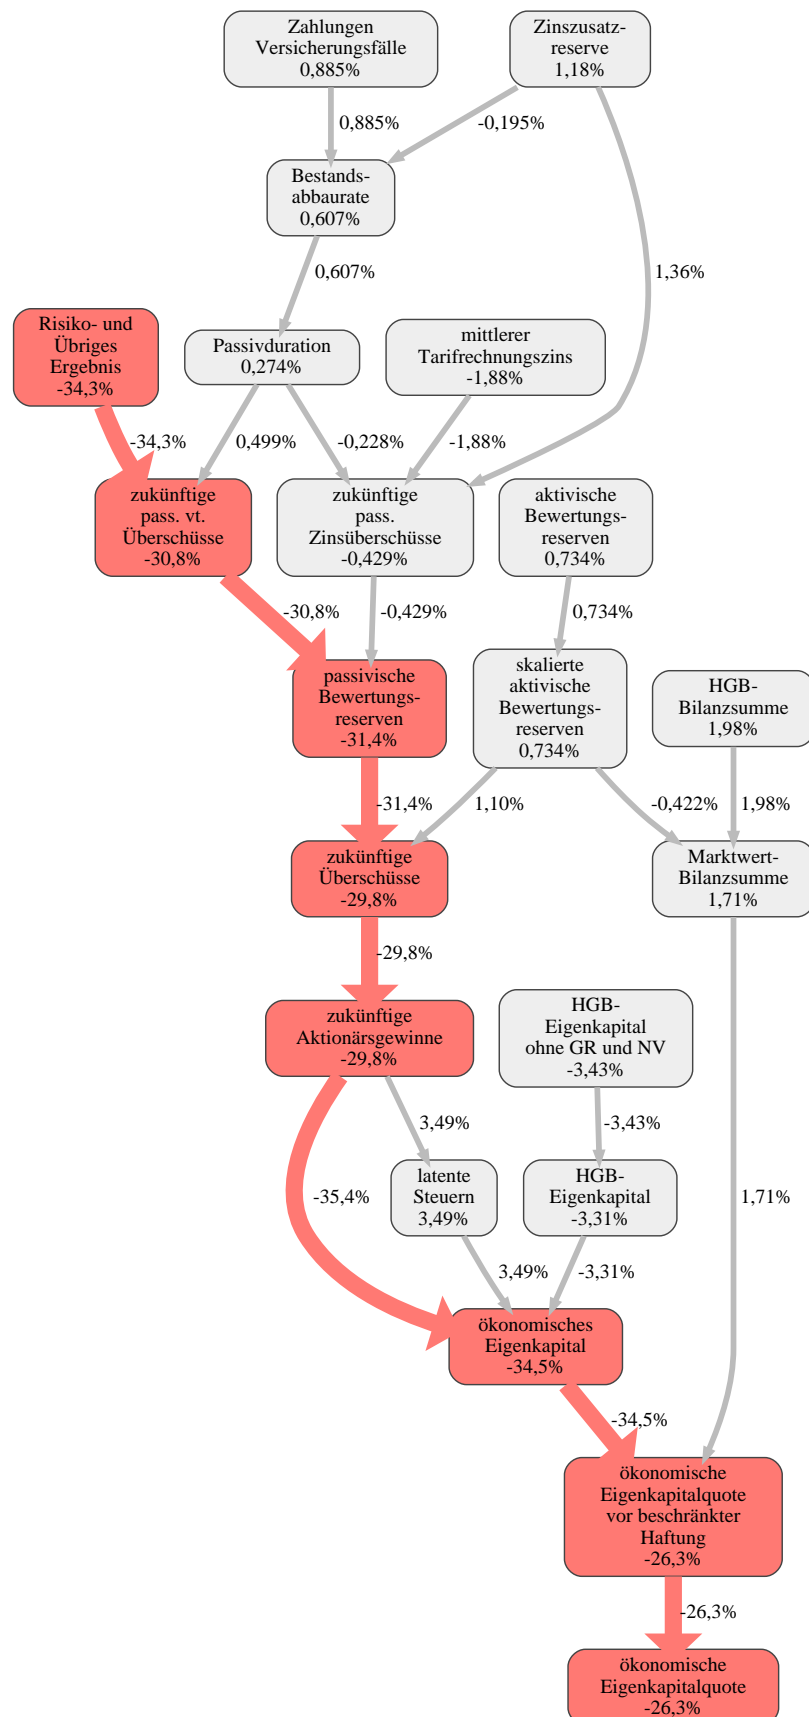 Zahlungen
Versicherungsfälle
0,885%
Zinszusatz-
reserve
1,18%
0,885%
-0,195%
Bestands-
abbaurate
0,607%
0,607%
1,36%
Risiko- und
Übriges
Ergebnis
-34,3%
Passivduration
0,274%
mittlerer
Tarifrechnungszins
-1,88%
-34,3%
0,499%
-0,228%
-1,88%
zukünftige
pass. vt.
Überschüsse
-30,8%
zukünftige
pass.
Zinsüberschüsse
-0,429%
aktivische
Bewertungs-
reserven
0,734%
-30,8%
-0,429%
0,734%
passivische
Bewertungs-
reserven
-31,4%
skalierte
aktivische
Bewertungs-
reserven
0,734%
HGB-
Bilanzsumme
1,98%
-31,4%
1,10%
-0,422%
1,98%
zukünftige
Überschüsse
-29,8%
Marktwert-
Bilanzsumme
1,71%
-29,8%
zukünftige
Aktionärsgewinne
-29,8%
HGB-
Eigenkapital
ohne GR und NV
-3,43%
3,49%
-3,43%
-35,4%
latente
Steuern
3,49%
HGB-
Eigenkapital
-3,31%
1,71%
3,49%
-3,31%
ökonomisches
Eigenkapital
-34,5%
-34,5%
ökonomische
Eigenkapitalquote
vor beschränkter
Haftung
-26,3%
-26,3%
ökonomische
Eigenkapitalquote
-26,3%